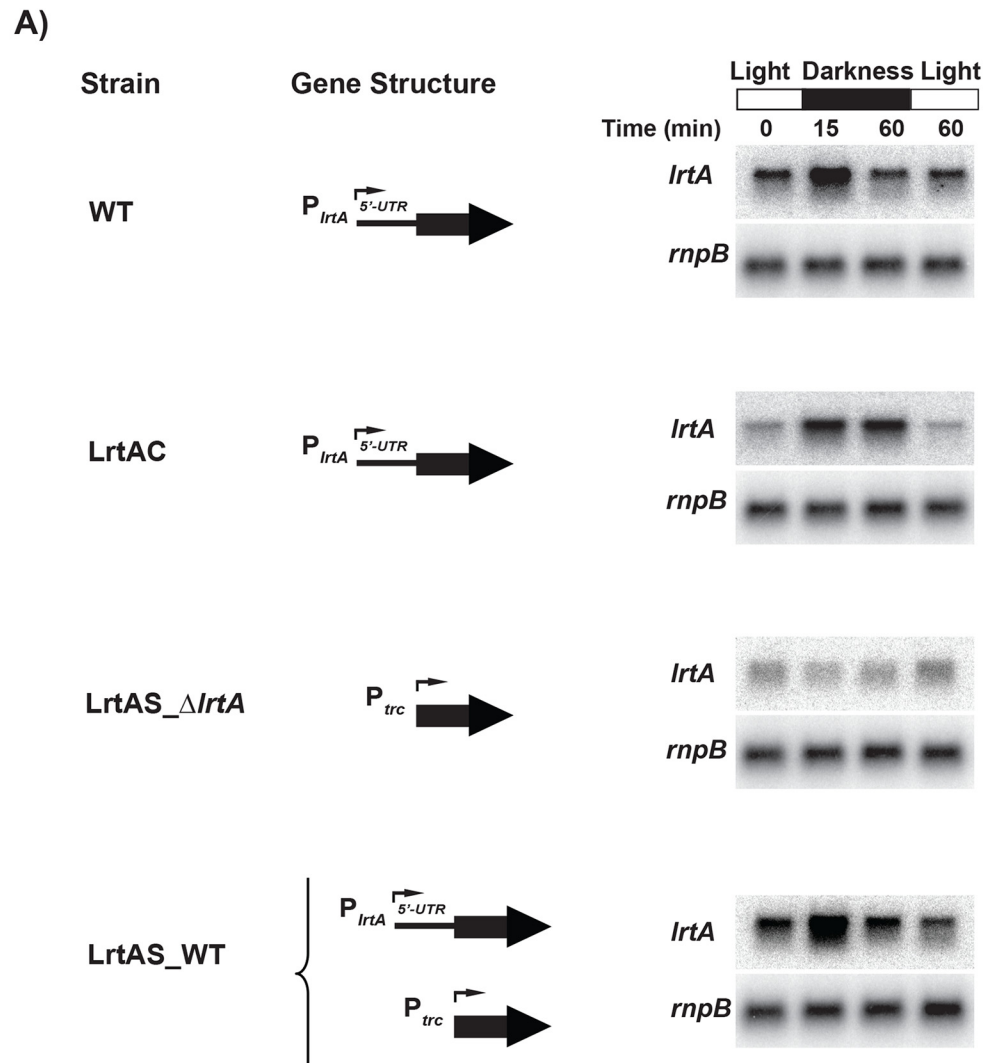 A)
Strain Gene Structure
Light Darkness Light
Time (min) 0 15 60 60
WT
PlrtA 5'-UTR
lrtA
rnpB
LrtAC
PlrtA 5'-UTR
lrtA
rnpB
LrtAS_ΔlrtA
Ptrc
lrtA
rnpB
LrtAS_WT
PlrtA 5'-UTR
Ptrc
lrtA
rnpB